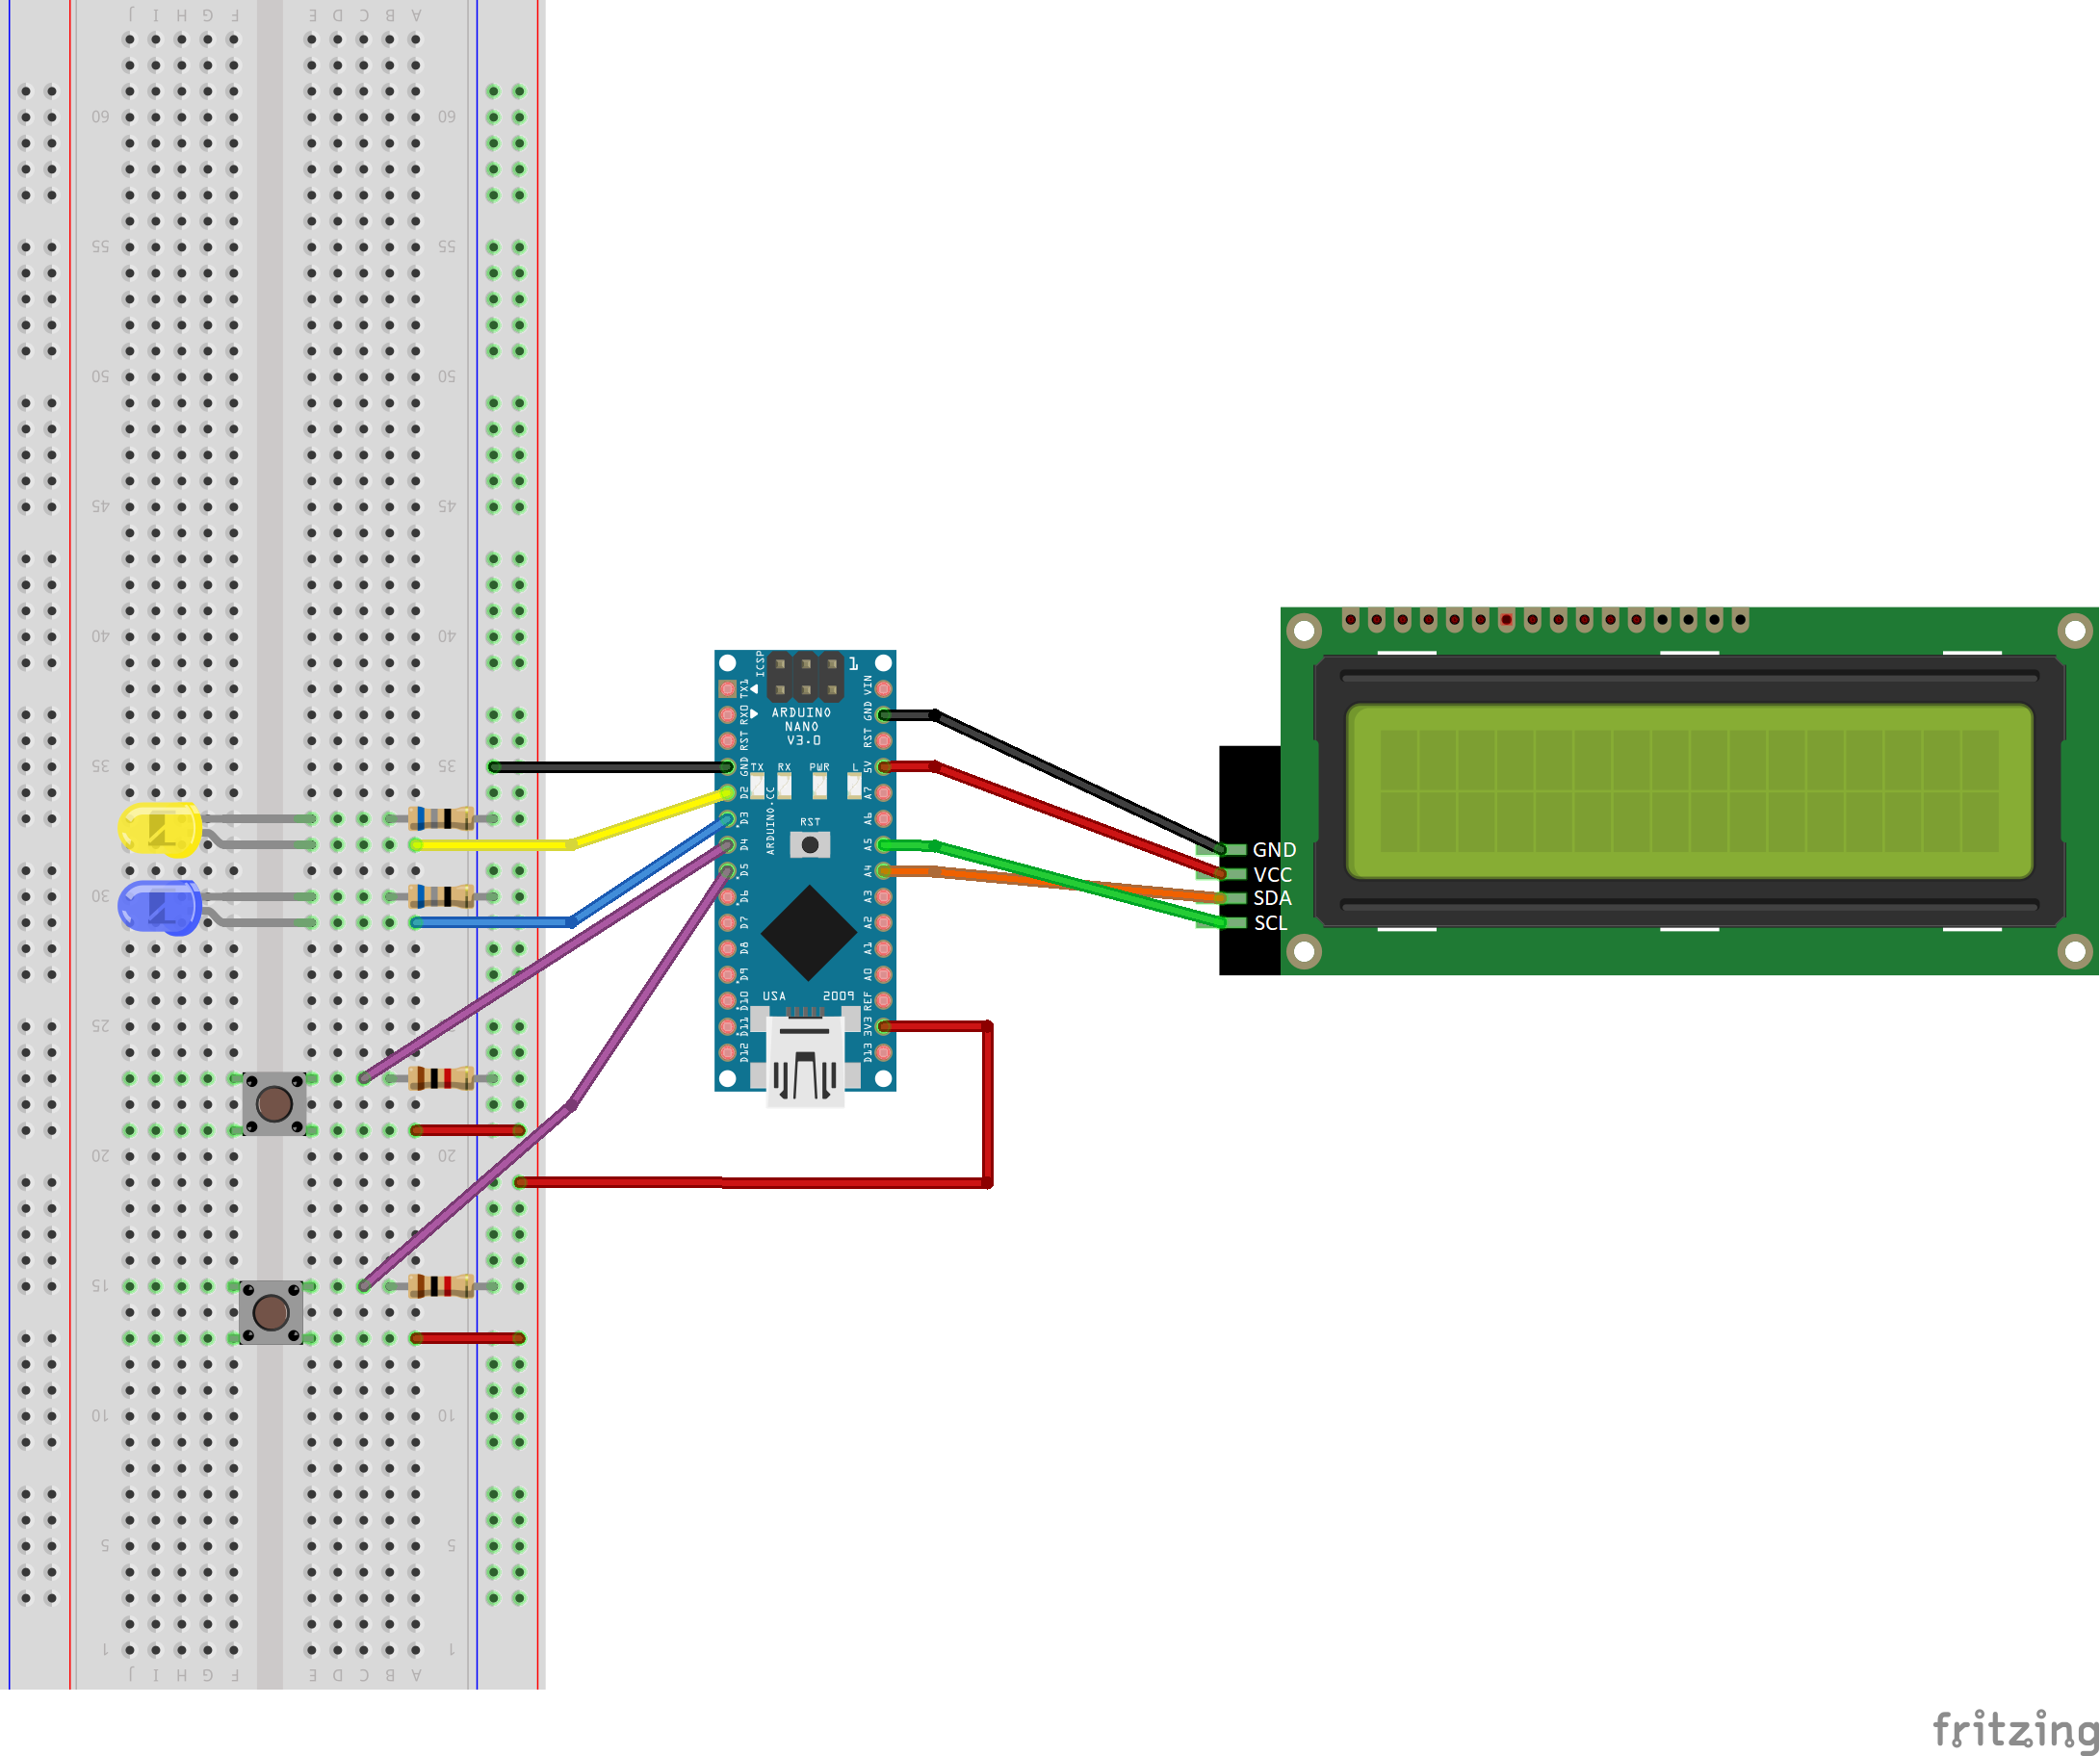 J I H G F E D C B A
60 60
55 55
50 50
45 45
40 40
35 35
30
25
20 20
15
10 10
5 5
1 1
J I H G F E D C B A
ICSP
1
ARDUINO
NANO
V3.0
TX RX PWR L
ARDUINO.CC
RST
USA 2009
TX1
RX0
RST
GND
D2
D3
D4
D5
D6
D7
D8
D9
D10
D11
D12
VIN
GND
RST
5V
A7
A6
A5
A4
A3
A2
A1
A0
REF
3V3
D13
GND
VCC
SDA
SCL
fritzing